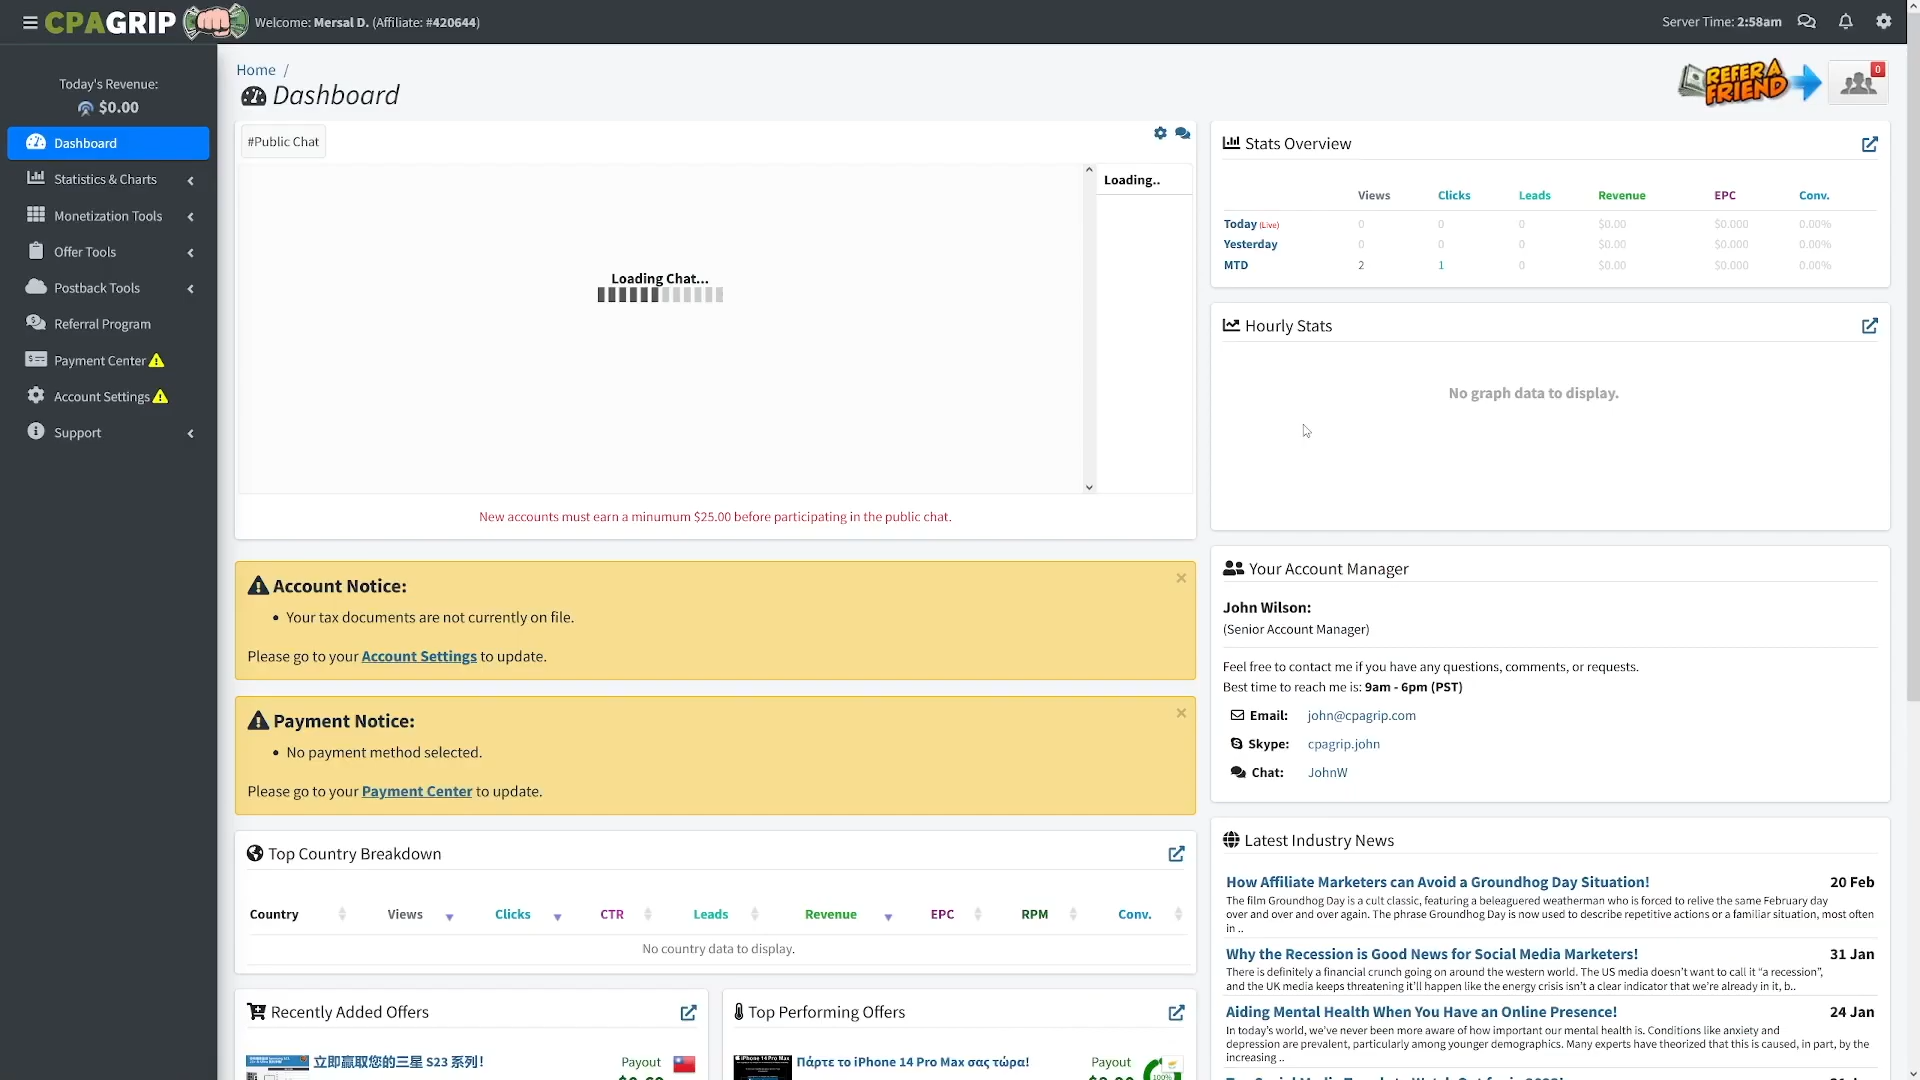 CPAGRIP Welcome: Mersal D. (Affiliate: #420644)
Server Time: 2:58am
Today's Revenue:
$0.00
Dashboard
Statistics & Charts
Monetization Tools
Offer Tools
Postback Tools
Referral Program
Payment Center
Account Settings
Support
Home /
Dashboard
REFER A FRIEND
0
#Public Chat
Loading Chat...
Loading..
New accounts must earn a minumum $25.00 before participating in the public chat.
Account Notice:
Your tax documents are not currently on file.
Please go to your Account Settings to update.
Payment Notice:
No payment method selected.
Please go to your Payment Center to update.
Top Country Breakdown
Country Views Clicks CTR Leads Revenue EPC RPM Conv.
No country data to display.
Recently Added Offers
立即赢取您的三星 S23 系列!
Payout
Top Performing Offers
iPhone 14 Pro Max
Πάρτε το iPhone 14 Pro Max σας τώρα!
Payout
100%
Stats Overview
Views Clicks Leads Revenue EPC Conv.
Today (Live) 0 0 0 $0.00 $0.000 0.00%
Yesterday 0 0 0 $0.00 $0.000 0.00%
MTD 2 1 0 $0.00 $0.000 0.00%
Hourly Stats
No graph data to display.
Your Account Manager
John Wilson:
(Senior Account Manager)
Feel free to contact me if you have any questions, comments, or requests.
Best time to reach me is: 9am - 6pm (PST)
Email: john@cpagrip.com
Skype: cpagrip.john
Chat: JohnW
Latest Industry News
How Affiliate Marketers can Avoid a Groundhog Day Situation! 20 Feb
The film Groundhog Day is a cult classic, featuring a beleaguered weatherman who is forced to relive the same February day
over and over and over again. The phrase Groundhog Day is now used to describe repetitive actions or a familiar situation, most often
in ..
Why the Recession is Good News for Social Media Marketers! 31 Jan
There is definitely a financial crunch going on around the western world. The US media doesn't want to call it "a recession",
and the UK media keeps threatening it'll happen like the energy crisis isn't a clear indicator that we're already in it, b..
Aiding Mental Health When You Have an Online Presence! 24 Jan
In today's world, we've never been more aware of how important our mental health is. Conditions like anxiety and
depression are prevalent, particularly among younger demographics. Many experts have theorized that this is caused, in part, by the
increasing ..